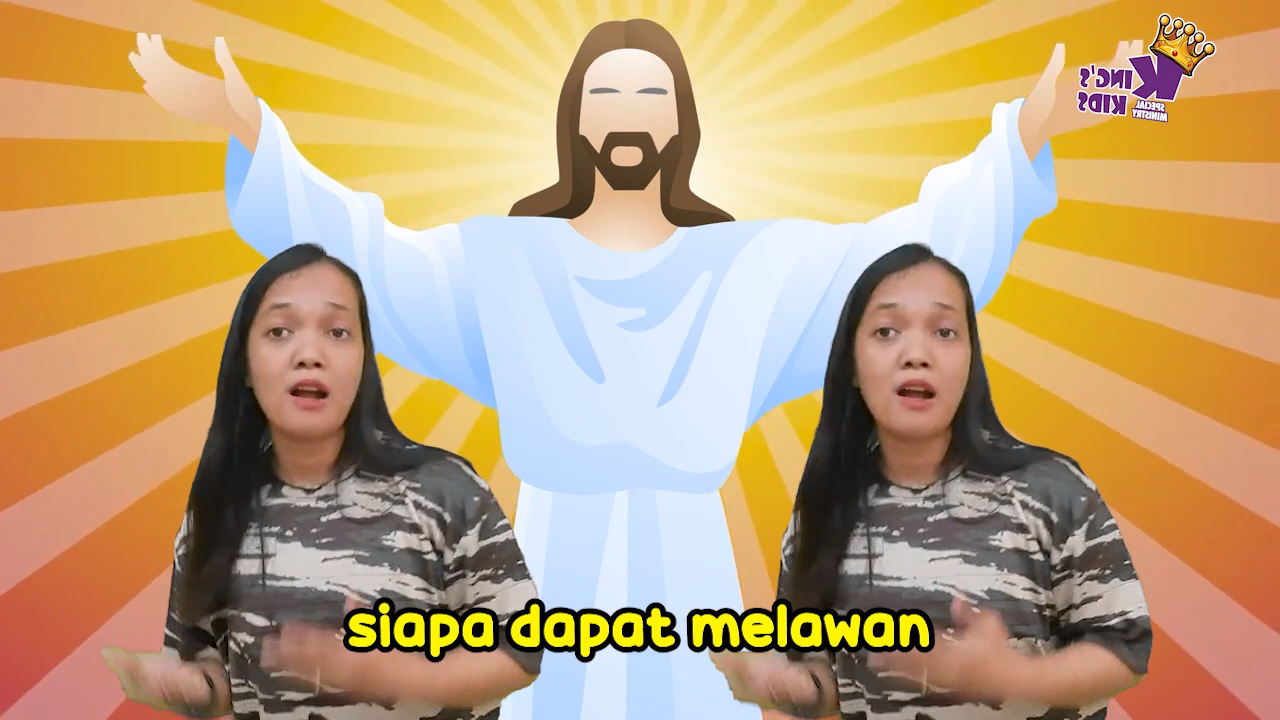 KING'S
KIDS
SPECIAL
MINISTRY
siapa dapat melawan